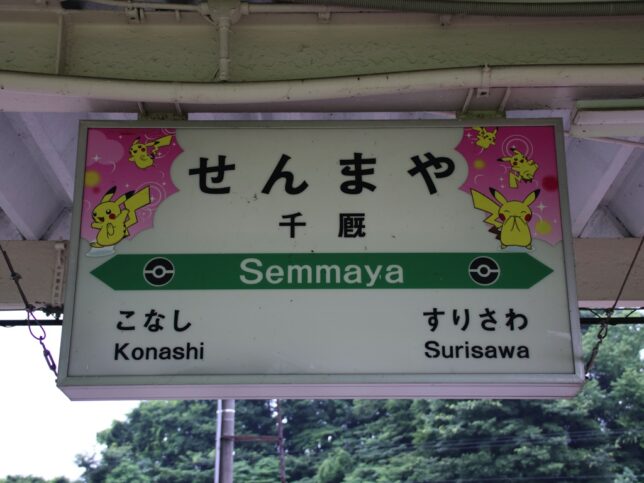 せんまや
千厩
Semmaya
こなし すりさわ
Konashi Surisawa